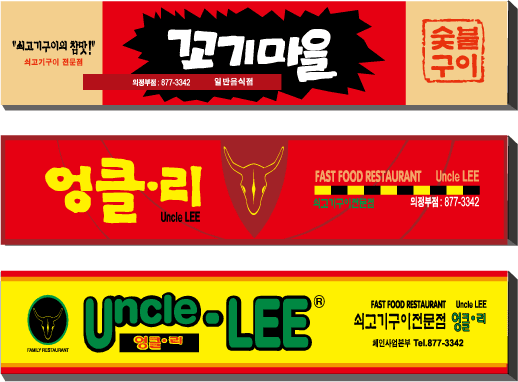 "쇠고기구이의 참맛!"
쇠고기구이 전문점
꼬기마을
의정부점 : 877-3342 일반음식점
숯불
구이
엉클·리
Uncle LEE
FAST FOOD RESTAURANT Uncle LEE
쇠고기구이전문점 의정부점 : 877-3342
FAMILY RESTAURANT
Uncle-LEE®
엉클·리
FAST FOOD RESTAURANT Uncle LEE
쇠고기구이전문점 엉클·리
체인사업본부 Tel.877-3342